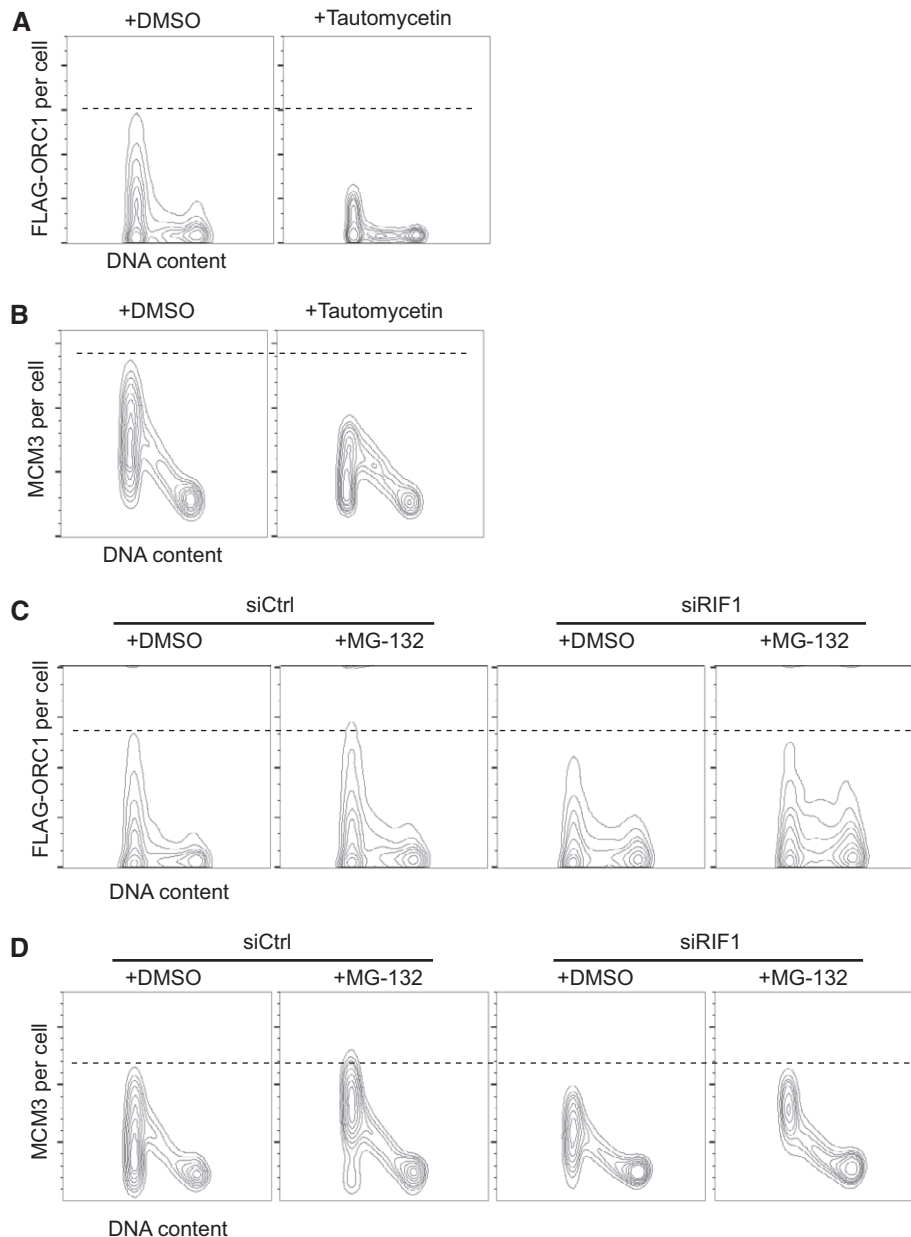 A
+DMSO
+Tautomycetin
FLAG-ORC1 per cell
DNA content
B
+DMSO
+Tautomycetin
MCM3 per cell
DNA content
C
siCtrl
siRIF1
+DMSO
+MG-132
+DMSO
+MG-132
FLAG-ORC1 per cell
DNA content
D
siCtrl
siRIF1
+DMSO
+MG-132
+DMSO
+MG-132
MCM3 per cell
DNA content